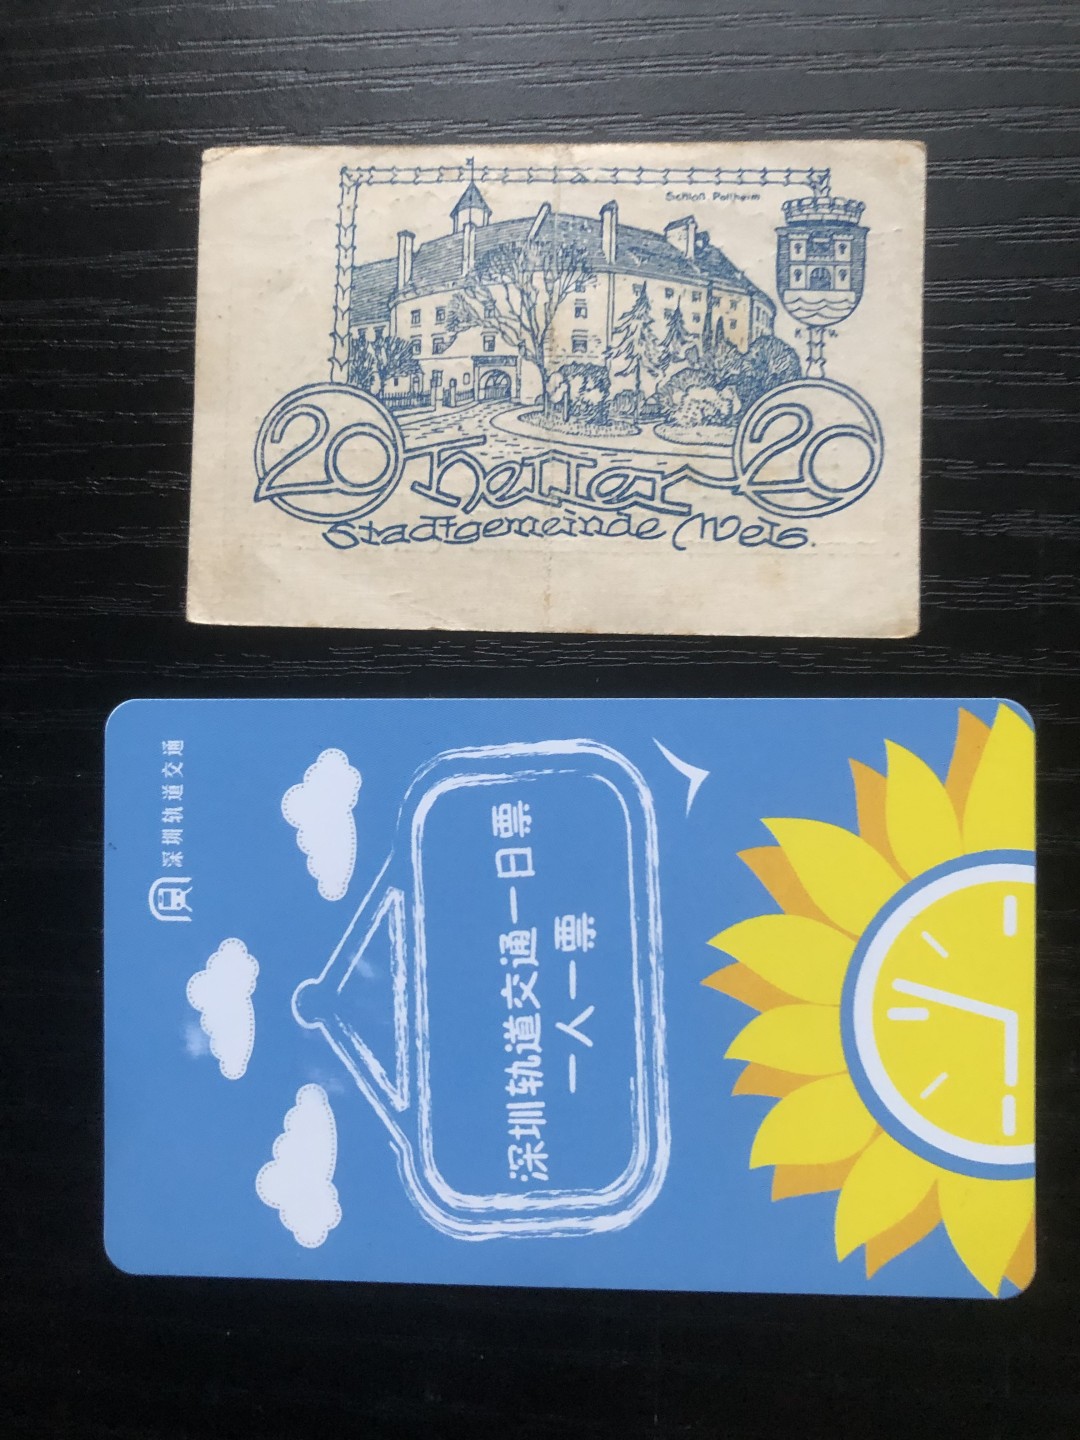 Schloß Pollheim
K. W.
20 Heller 20
Stadtgemeinde Wels.
深圳轨道交通
深圳轨道交通一日票
一人一票